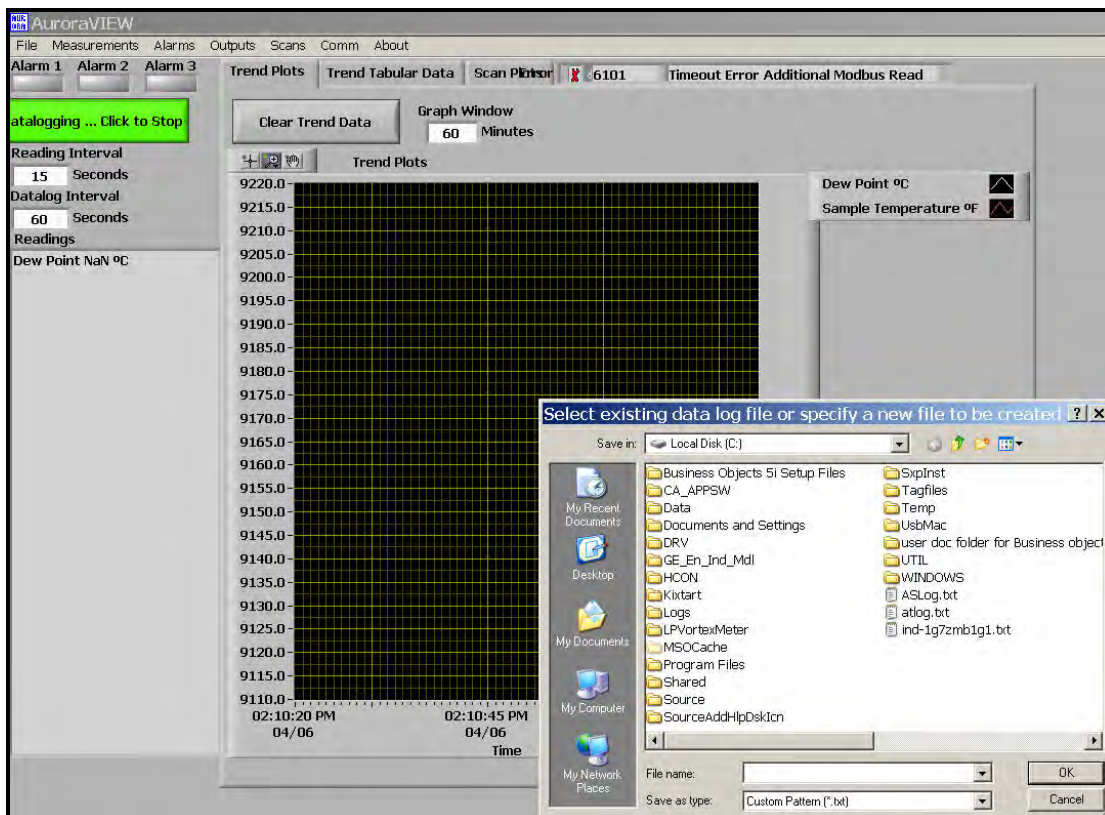 AuroraVIEW
File Measurements Alarms Outputs Scans Comm About
Alarm 1 Alarm 2 Alarm 3
Trend Plots Trend Tabular Data Scan Plots 6101 Timeout Error Additional Modbus Read
atalogging ... Click to Stop
Clear Trend Data
Graph Window
60 Minutes
Reading Interval
15 Seconds
Datalog Interval
60 Seconds
Readings
Dew Point NaN ºC
Trend Plots
Dew Point ºC
Sample Temperature ºF
9220.0
9215.0
9210.0
9205.0
9200.0
9195.0
9190.0
9185.0
9180.0
9175.0
9170.0
9165.0
9160.0
9155.0
9150.0
9145.0
9140.0
9135.0
9130.0
9125.0
9120.0
9115.0
9110.0
02:10:20 PM
04/06
02:10:45 PM
04/06
Time
Select existing data log file or specify a new file to be created
Save in: Local Disk (C:)
My Recent
Documents
Desktop
My Documents
My Computer
My Network
Places
Business Objects 5i Setup Files
CA_APPSW
Data
Documents and Settings
DRV
GE_En_Ind_Mdl
HCON
Kixtart
Logs
LPVortexMeter
MSOCache
Program Files
Shared
Source
SourceAddHlpDskIcn
SxpInst
Tagfiles
Temp
UsbMac
user doc folder for Business object
UTIL
WINDOWS
ASLog.txt
atlog.txt
ind-1g7zmb1g1.txt
File name:
OK
Save as type: Custom Pattern (*.txt)
Cancel